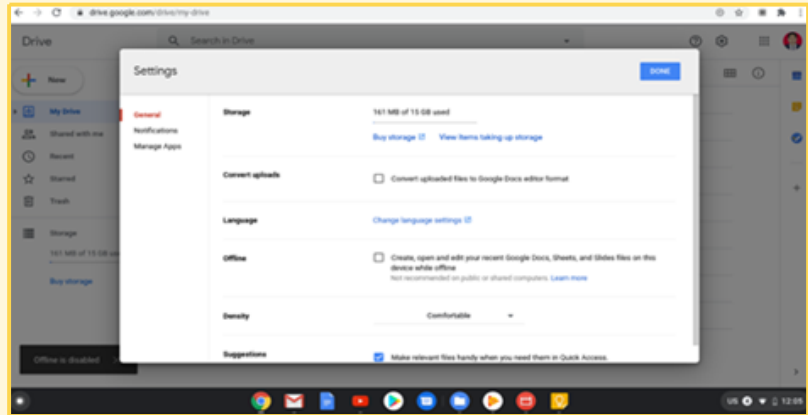 drive.google.com/drive/my-drive
Drive
Search in Drive
New
My Drive
Shared with me
Recent
Starred
Trash
Storage
161 MB of 15 GB us
Buy storage
Offline is disabled
Settings
DONE
General
Notifications
Manage Apps
Storage
161 MB of 15 GB used
Buy storage
View items taking up storage
Convert uploads
Convert uploaded files to Google Docs editor format
Language
Change language settings
Offline
Create, open and edit your recent Google Docs, Sheets, and Slides files on this
device while offline
Not recommended on public or shared computers. Learn more
Density
Comfortable
Suggestions
Make relevant files handy when you need them in Quick Access.
US
12:05